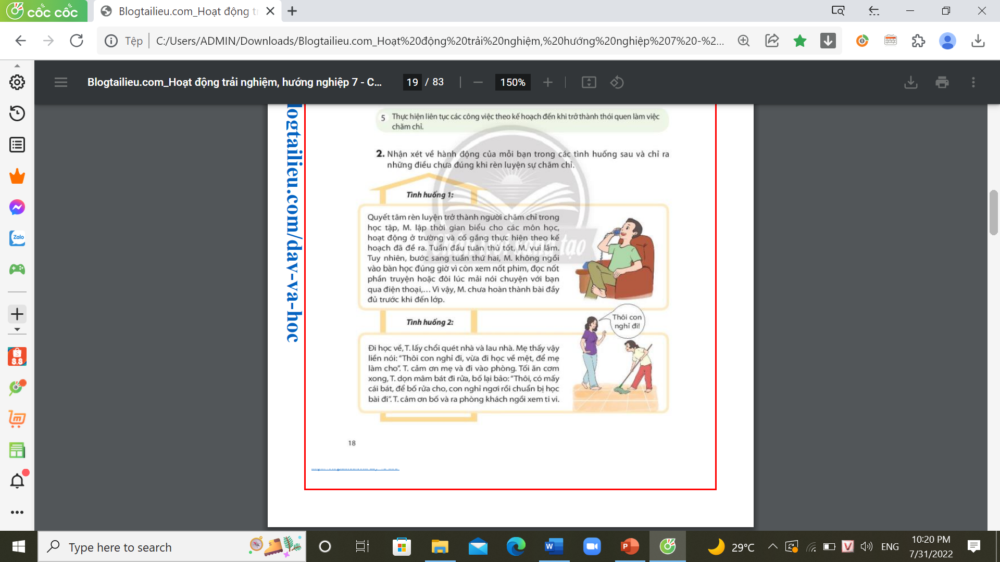 cốc cốc
Blogtailieu.com_Hoạt động tr
Tệp
C:/Users/ADMIN/Downloads/Blogtailieu.com_Hoạt%20động%20trải%20nghiệm,%20hướng%20nghiệp%207%20-%2...
Blogtailieu.com_Hoạt động trải nghiệm, hướng nghiệp 7 - C...
19 / 83
150%
logtailieu.com/day-va-hoc
5 Thực hiện liên tục các công việc theo kế hoạch đến khi trở thành thói quen làm việc
chăm chỉ.
2. Nhận xét về hành động của mỗi bạn trong các tình huống sau và chỉ ra
những điều chưa đúng khi rèn luyện sự chăm chỉ.
Tình huống 1:
Quyết tâm rèn luyện trở thành người chăm chỉ trong
học tập, M. lập thời gian biểu cho các môn học,
hoạt động ở trường và cố gắng thực hiện theo kế
hoạch đã đề ra. Tuần đầu tuân thủ tốt, M. vui lắm.
Tuy nhiên, bước sang tuần thứ hai, M. không ngồi
vào bàn học đúng giờ vì còn xem nốt phim, đọc nốt
phần truyện hoặc đôi lúc mải nói chuyện với bạn
qua điện thoại,... Vì vậy, M. chưa hoàn thành bài đầy
đủ trước khi đến lớp.
Chân trời sáng tạo
Tình huống 2:
Thôi con
nghỉ đi!
Đi học về, T. lấy chổi quét nhà và lau nhà. Mẹ thấy vậy
liền nói: “Thôi con nghỉ đi, vừa đi học về mệt, để mẹ
làm cho”. T. cảm ơn mẹ và đi vào phòng. Tối ăn cơm
xong, T. dọn mâm bát đi rửa, bố lại bảo: “Thôi, có mấy
cái bát, để bố rửa cho, con nghỉ ngơi rồi chuẩn bị học
bài đi”. T. cảm ơn bố và ra phòng khách ngồi xem ti vi.
18
Zalo
8.8
Type here to search
29°C
ENG
10:20 PM
7/31/2022